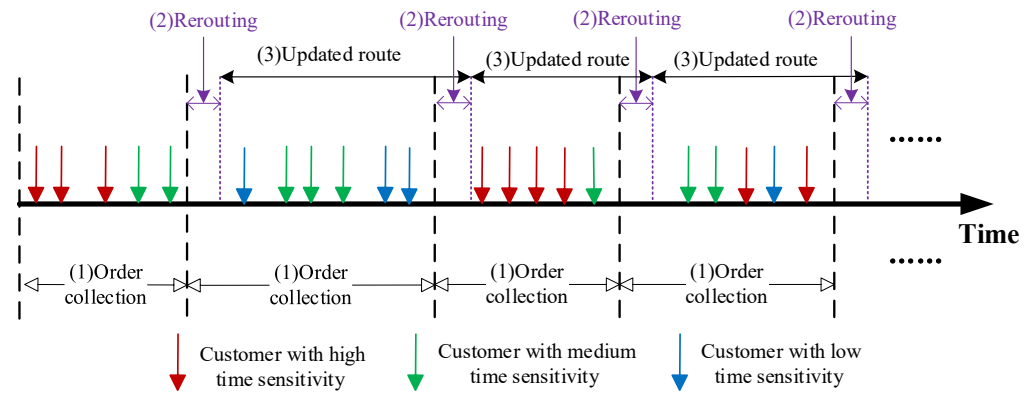 (2)Rerouting
(2)Rerouting
(2)Rerouting
(2)Rerouting
(3)Updated route
(3)Updated route
(3)Updated route
......
Time
......
(1)Order
collection
(1)Order
collection
(1)Order
collection
(1)Order
collection
Customer with high
time sensitivity
Customer with medium
time sensitivity
Customer with low
time sensitivity